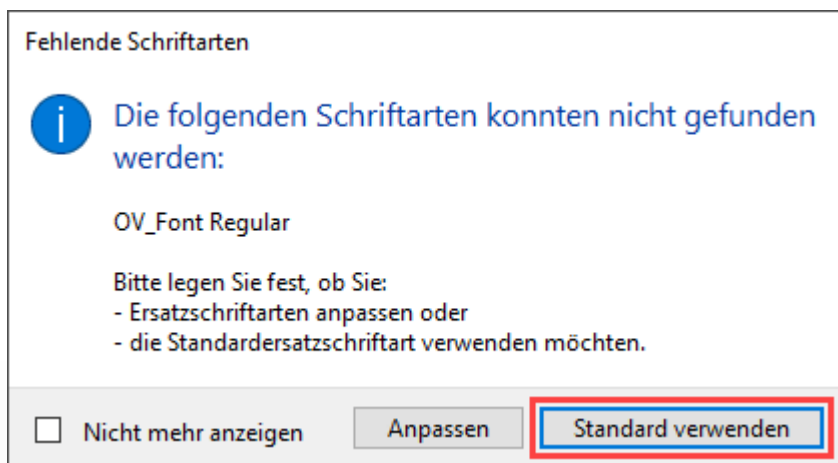 Fehlende Schriftarten
Die folgenden Schriftarten konnten nicht gefunden
werden:
OV_Font Regular
Bitte legen Sie fest, ob Sie:
- Ersatzschriftarten anpassen oder
- die Standardersatzschriftart verwenden möchten.
Nicht mehr anzeigen Anpassen Standard verwenden